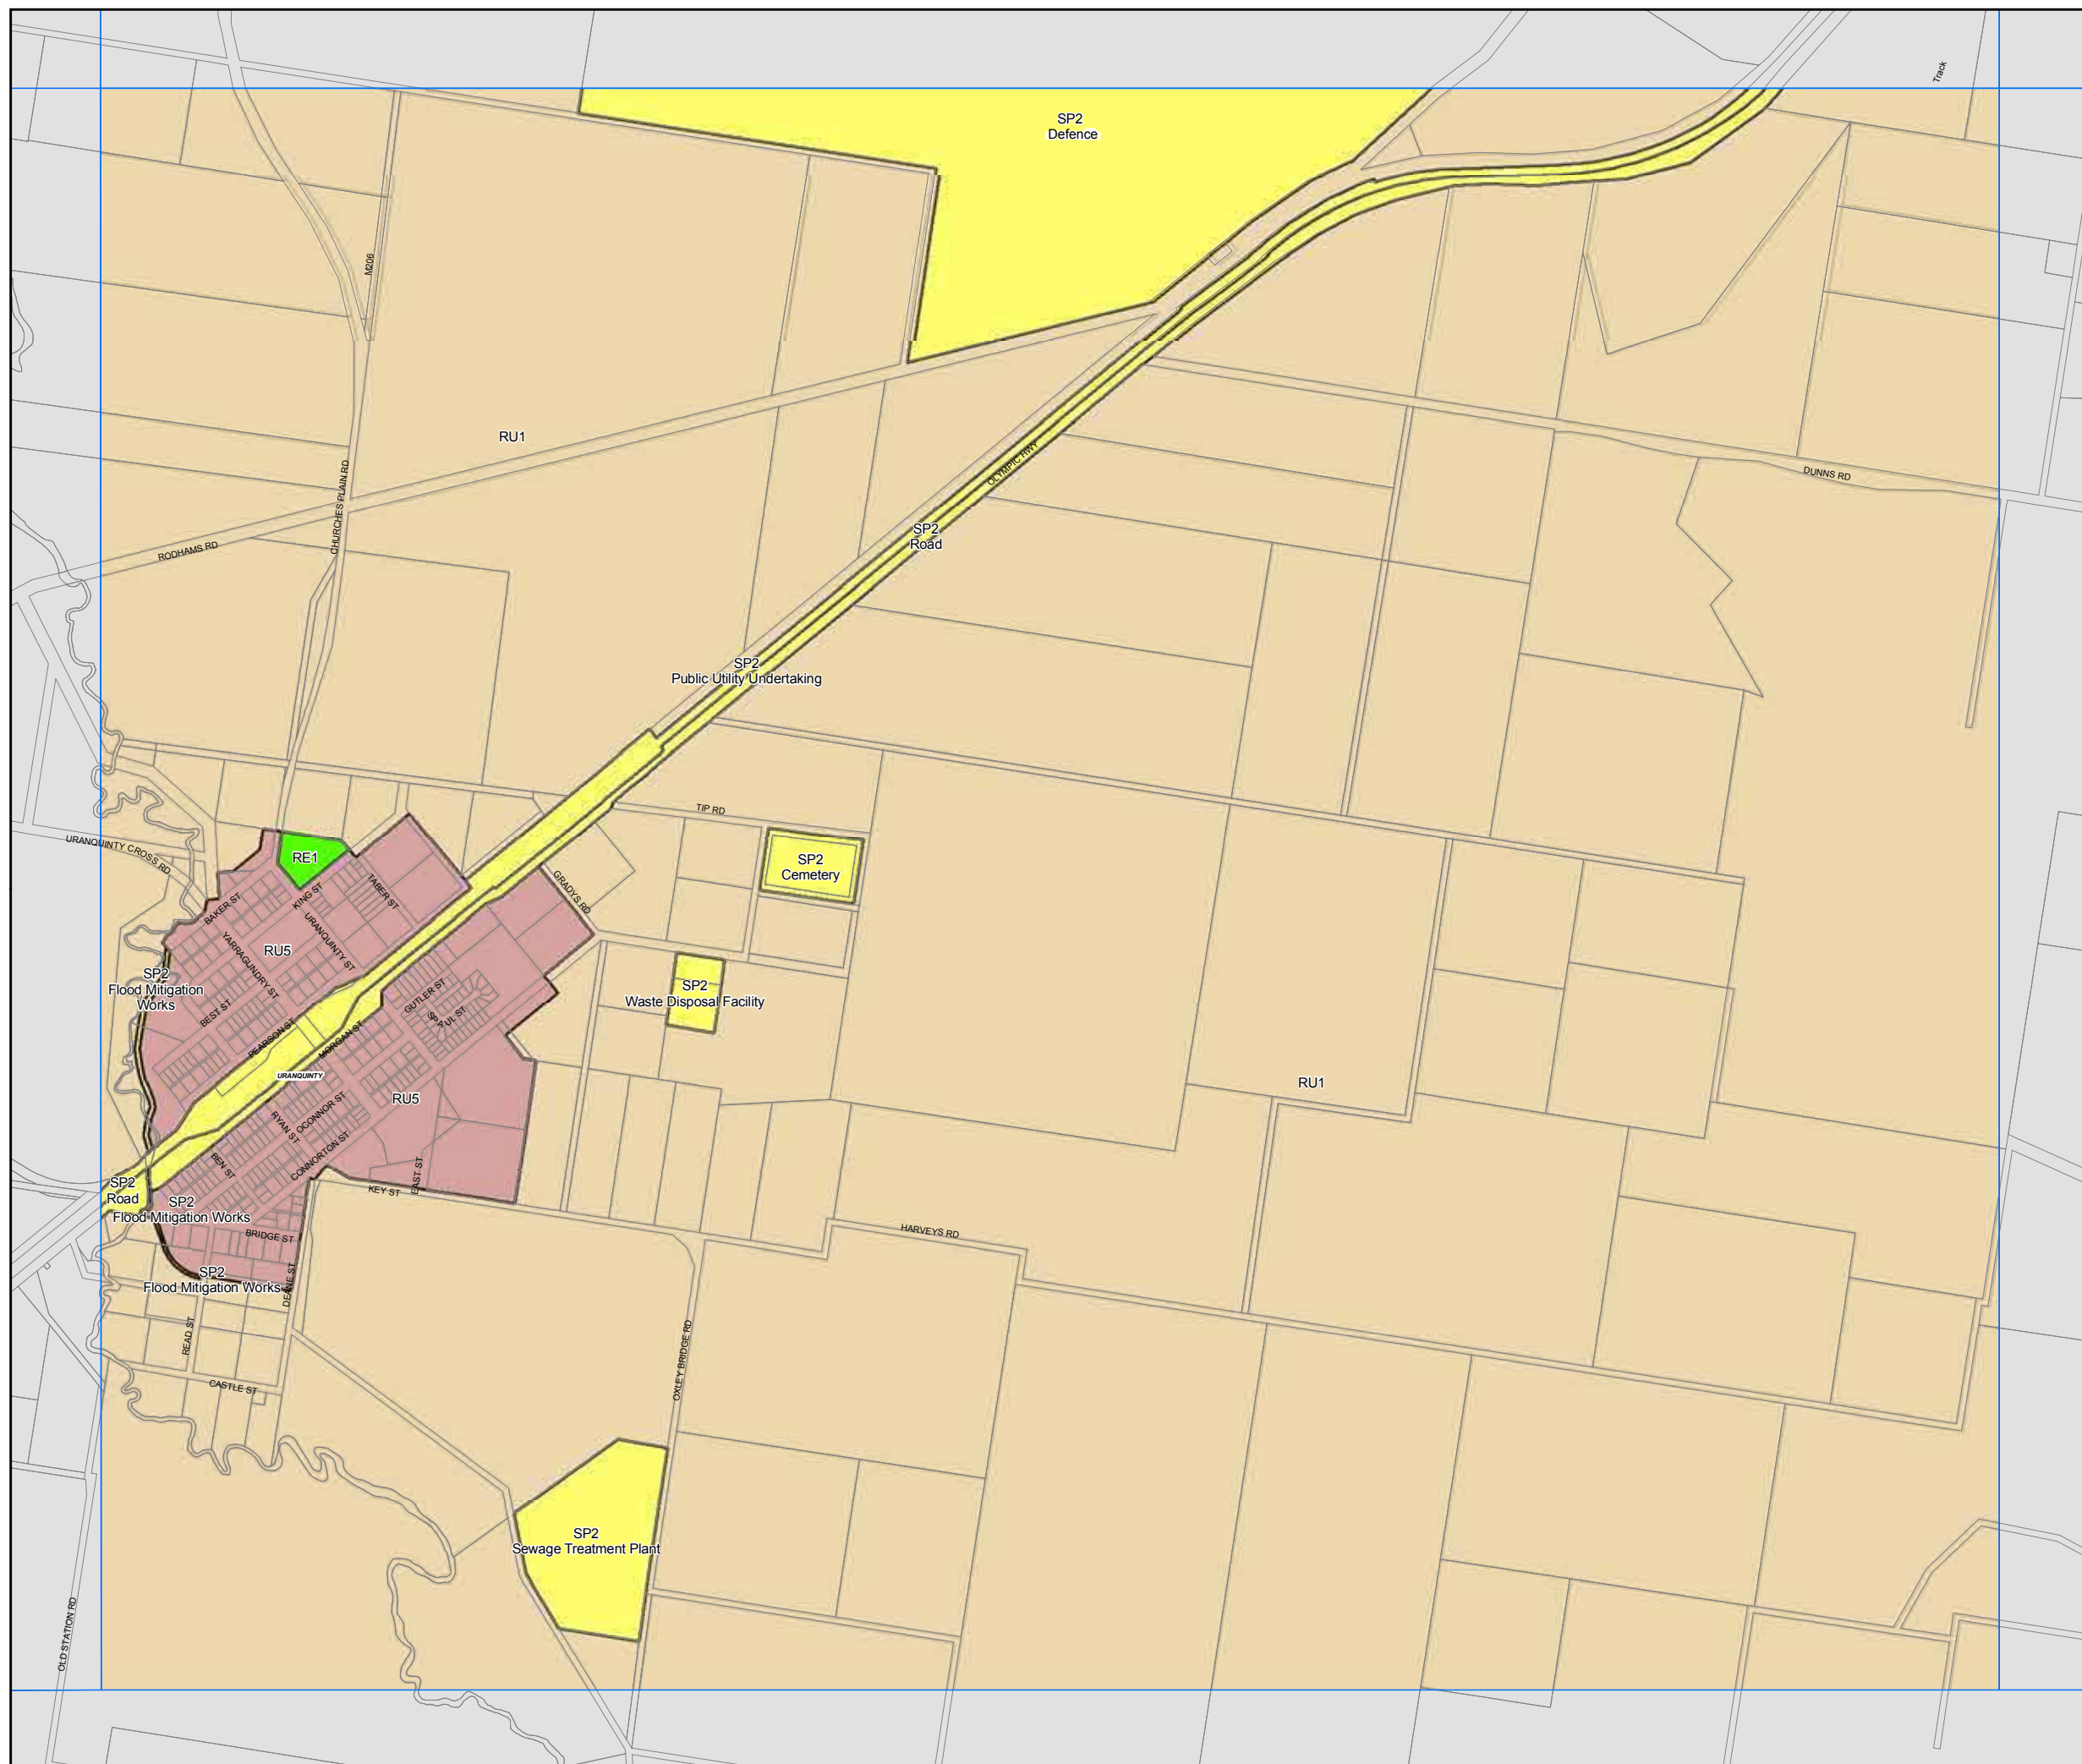 Track
SP2
Defence
M206
RU1
OLYMPIC HWY
DUNNS RD
CHURCHES PLAIN RD
RODHAMS RD
SP2
Road
SP2
Public Utility Undertaking
TIP RD
URANQUINTY CROSS RD
RE1
SP2
Cemetery
KING ST
TABER ST
GRADYS RD
BAKER ST
URANQUINTY ST
YARRAGUNDRY ST
RU5
SP2
Flood Mitigation
Works
SP2
Waste Disposal Facility
GUTLER ST
BEST ST
PEARSON ST
MORGAN ST
URANQUINTY
RU1
RU5
OCONNOR ST
RYAN ST
CONNORTON ST
BEN ST
EAST ST
KEY ST
SP2
Road
SP2
Flood Mitigation Works
BRIDGE ST
HARVEYS RD
SP2
Flood Mitigation Works
DEANE ST
READ ST
OXLEY BRIDGE RD
CASTLE ST
SP2
Sewage Treatment Plant
OLD STATION RD